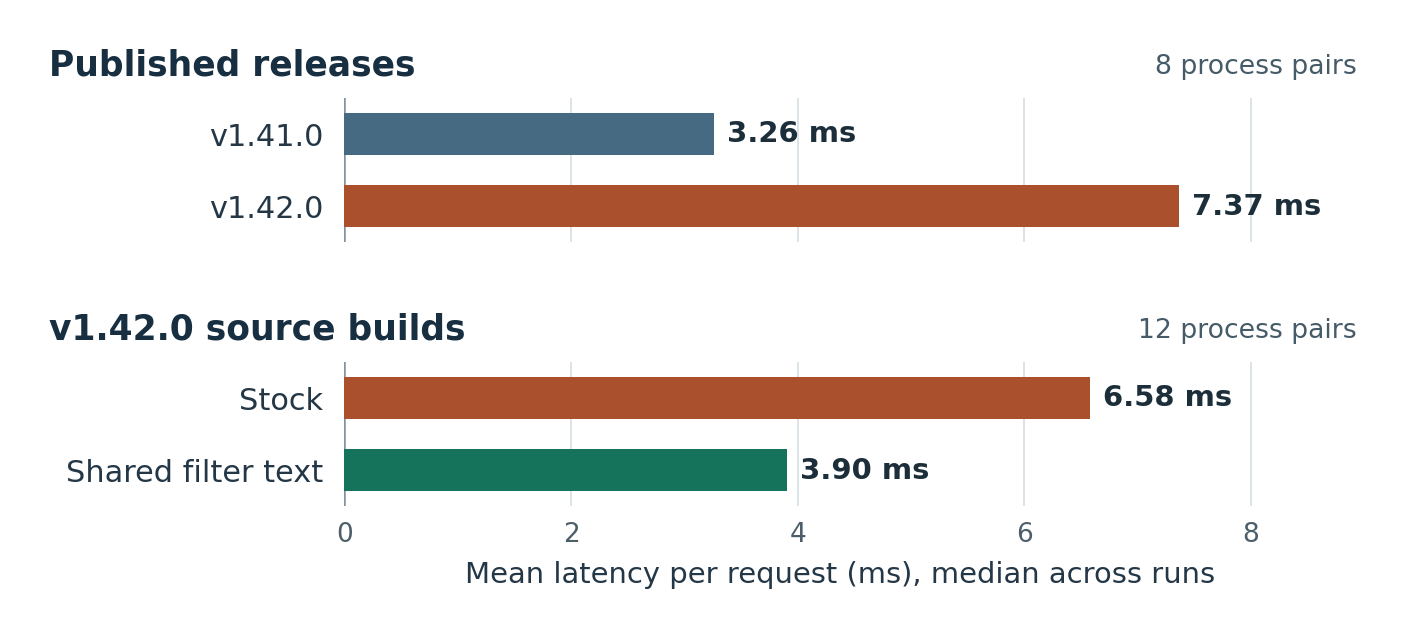 Published releases
8 process pairs
v1.41.0
3.26 ms
v1.42.0
7.37 ms
v1.42.0 source builds
12 process pairs
Stock
6.58 ms
Shared filter text
3.90 ms
0 2 4 6 8
Mean latency per request (ms), median across runs